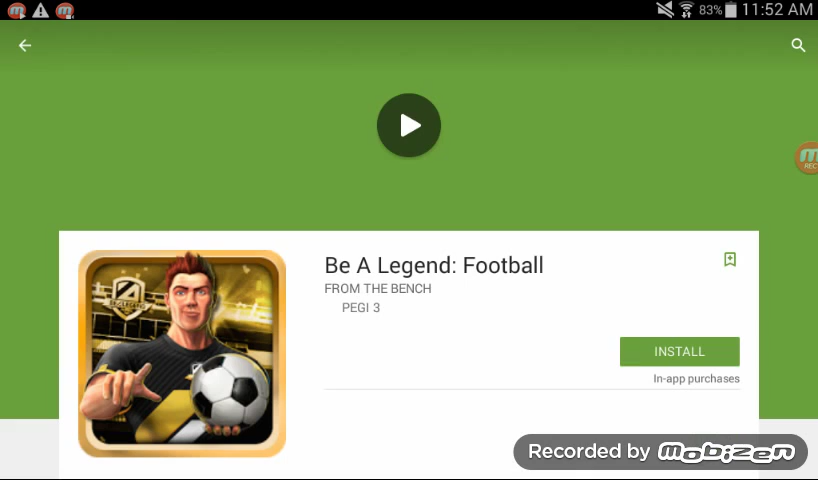 83% 11:52 AM
REC
Be A Legend: Football
FROM THE BENCH
PEGI 3
INSTALL
In-app purchases
Recorded by mobizen